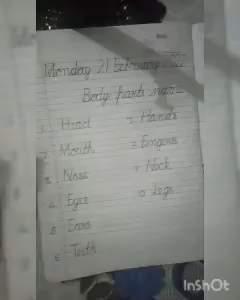 Monday 21 February
Body parts
1. Head
2. Mouth
3. Nose
4. Eyes
5. Ears
6. Teeth
7. Hands
8. Fingers
9. Neck
10. Legs
InShOt